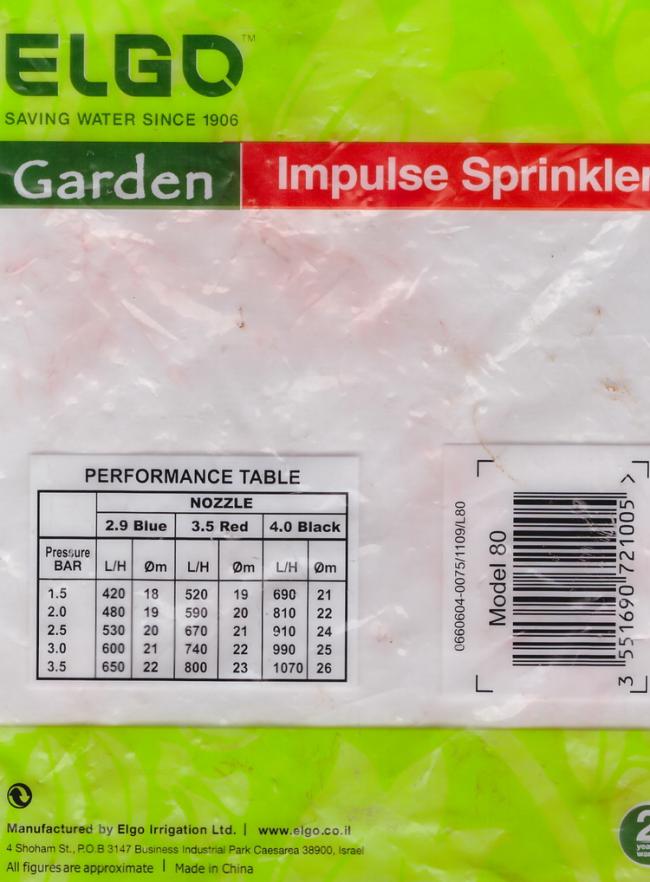 ELGO™
SAVING WATER SINCE 1906
Garden Impulse Sprinkler
PERFORMANCE TABLE
NOZZLE
2.9 Blue 3.5 Red 4.0 Black
Pressure BAR L/H Øm L/H Øm L/H Øm
1.5 420 18 520 19 690 21
2.0 480 19 590 20 810 22
2.5 530 20 670 21 910 24
3.0 600 21 740 22 990 25
3.5 650 22 800 23 1070 26
0660604-0075/1109/L80
Model 80
3 551690 721005 >
Manufactured by Elgo Irrigation Ltd. | www.elgo.co.il
4 Shoham St., P.O.B 3147 Business Industrial Park Caesarea 38900, Israel
All figures are approximate | Made in China
2